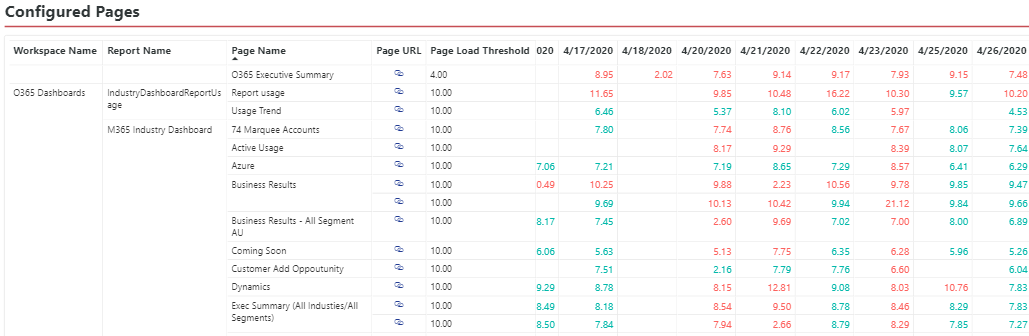 Configured Pages
Workspace Name Report Name Page Name Page URL Page Load Threshold 020 4/17/2020 4/18/2020 4/20/2020 4/21/2020 4/22/2020 4/23/2020 4/25/2020 4/26/2020
O365 Executive Summary 4.00 8.95 2.02 7.63 9.14 9.17 7.93 9.15 7.48
O365 Dashboards IndustryDashboardReportUs Report usage 10.00 11.65 9.85 10.48 16.22 10.30 9.57 10.20
age Usage Trend 10.00 6.46 5.37 8.10 6.02 5.97 4.53
M365 Industry Dashboard 74 Marquee Accounts 10.00 7.80 7.74 8.76 8.56 7.67 8.06 7.39
Active Usage 10.00 8.17 9.29 8.39 8.07 7.64
Azure 10.00 7.06 7.21 7.19 8.65 7.29 8.57 6.41 6.29
Business Results 10.00 0.49 10.25 9.88 2.23 10.56 9.78 9.85 9.47
10.00 9.69 10.13 10.42 9.94 21.12 9.84 9.66
Business Results - All Segment 10.00 8.17 7.45 2.60 9.69 7.02 7.00 8.00 6.89
AU
Coming Soon 10.00 6.06 5.63 5.13 7.75 6.35 6.28 5.96 5.26
Customer Add Oppoutunity 10.00 7.51 2.16 7.79 7.76 6.60 6.04
Dynamics 10.00 9.29 8.78 8.15 12.81 9.08 8.03 10.76 7.83
Exec Summary (All Industies/All 10.00 8.49 8.18 8.54 9.50 8.78 8.46 8.29 7.83
Segments) 10.00 8.50 7.84 7.94 2.66 8.79 8.29 7.85 7.27